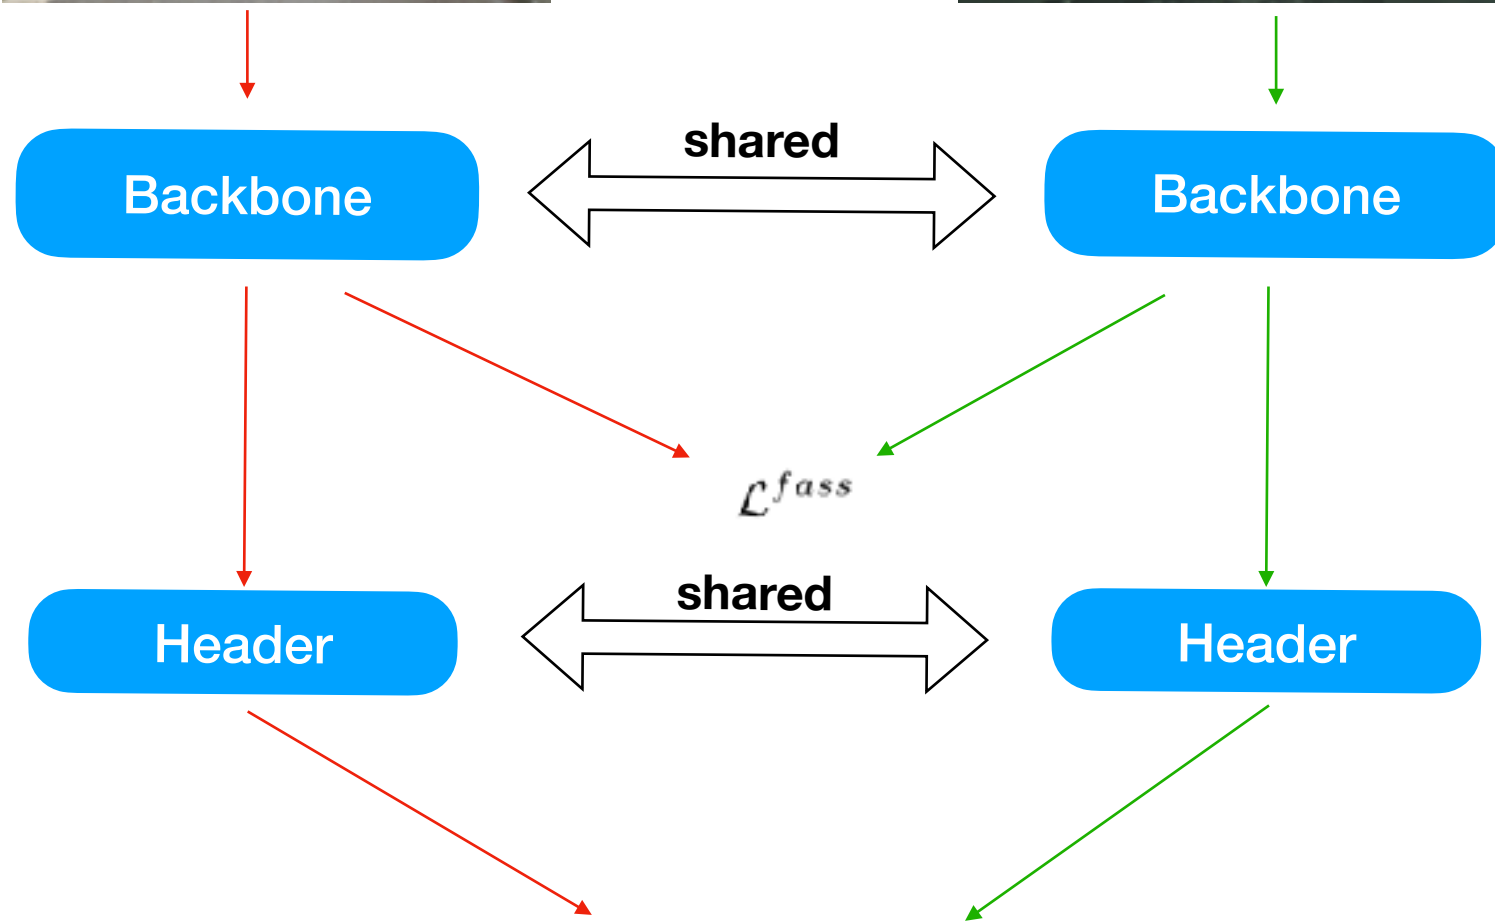 shared
Backbone
Backbone
ℒ^{fass}
shared
Header
Header